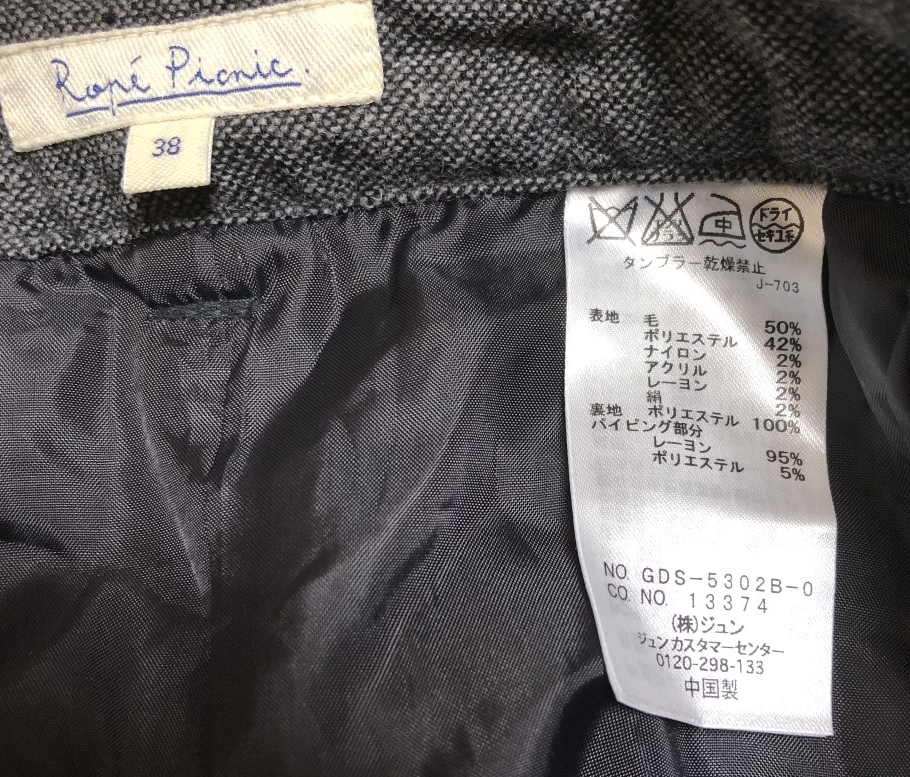 Ropé Picnic.
38
中
ドライ
セキユ系
タンブラー乾燥禁止
J-703
表地 毛 50%
ポリエステル 42%
ナイロン 2%
アクリル 2%
レーヨン 2%
絹 2%
裏地 ポリエステル 100%
パイピング部分
レーヨン 95%
ポリエステル 5%
NO. GDS-5302B-0
CO. NO. 13374
(株)ジュン
ジュンカスタマーセンター
0120-298-133
中国製